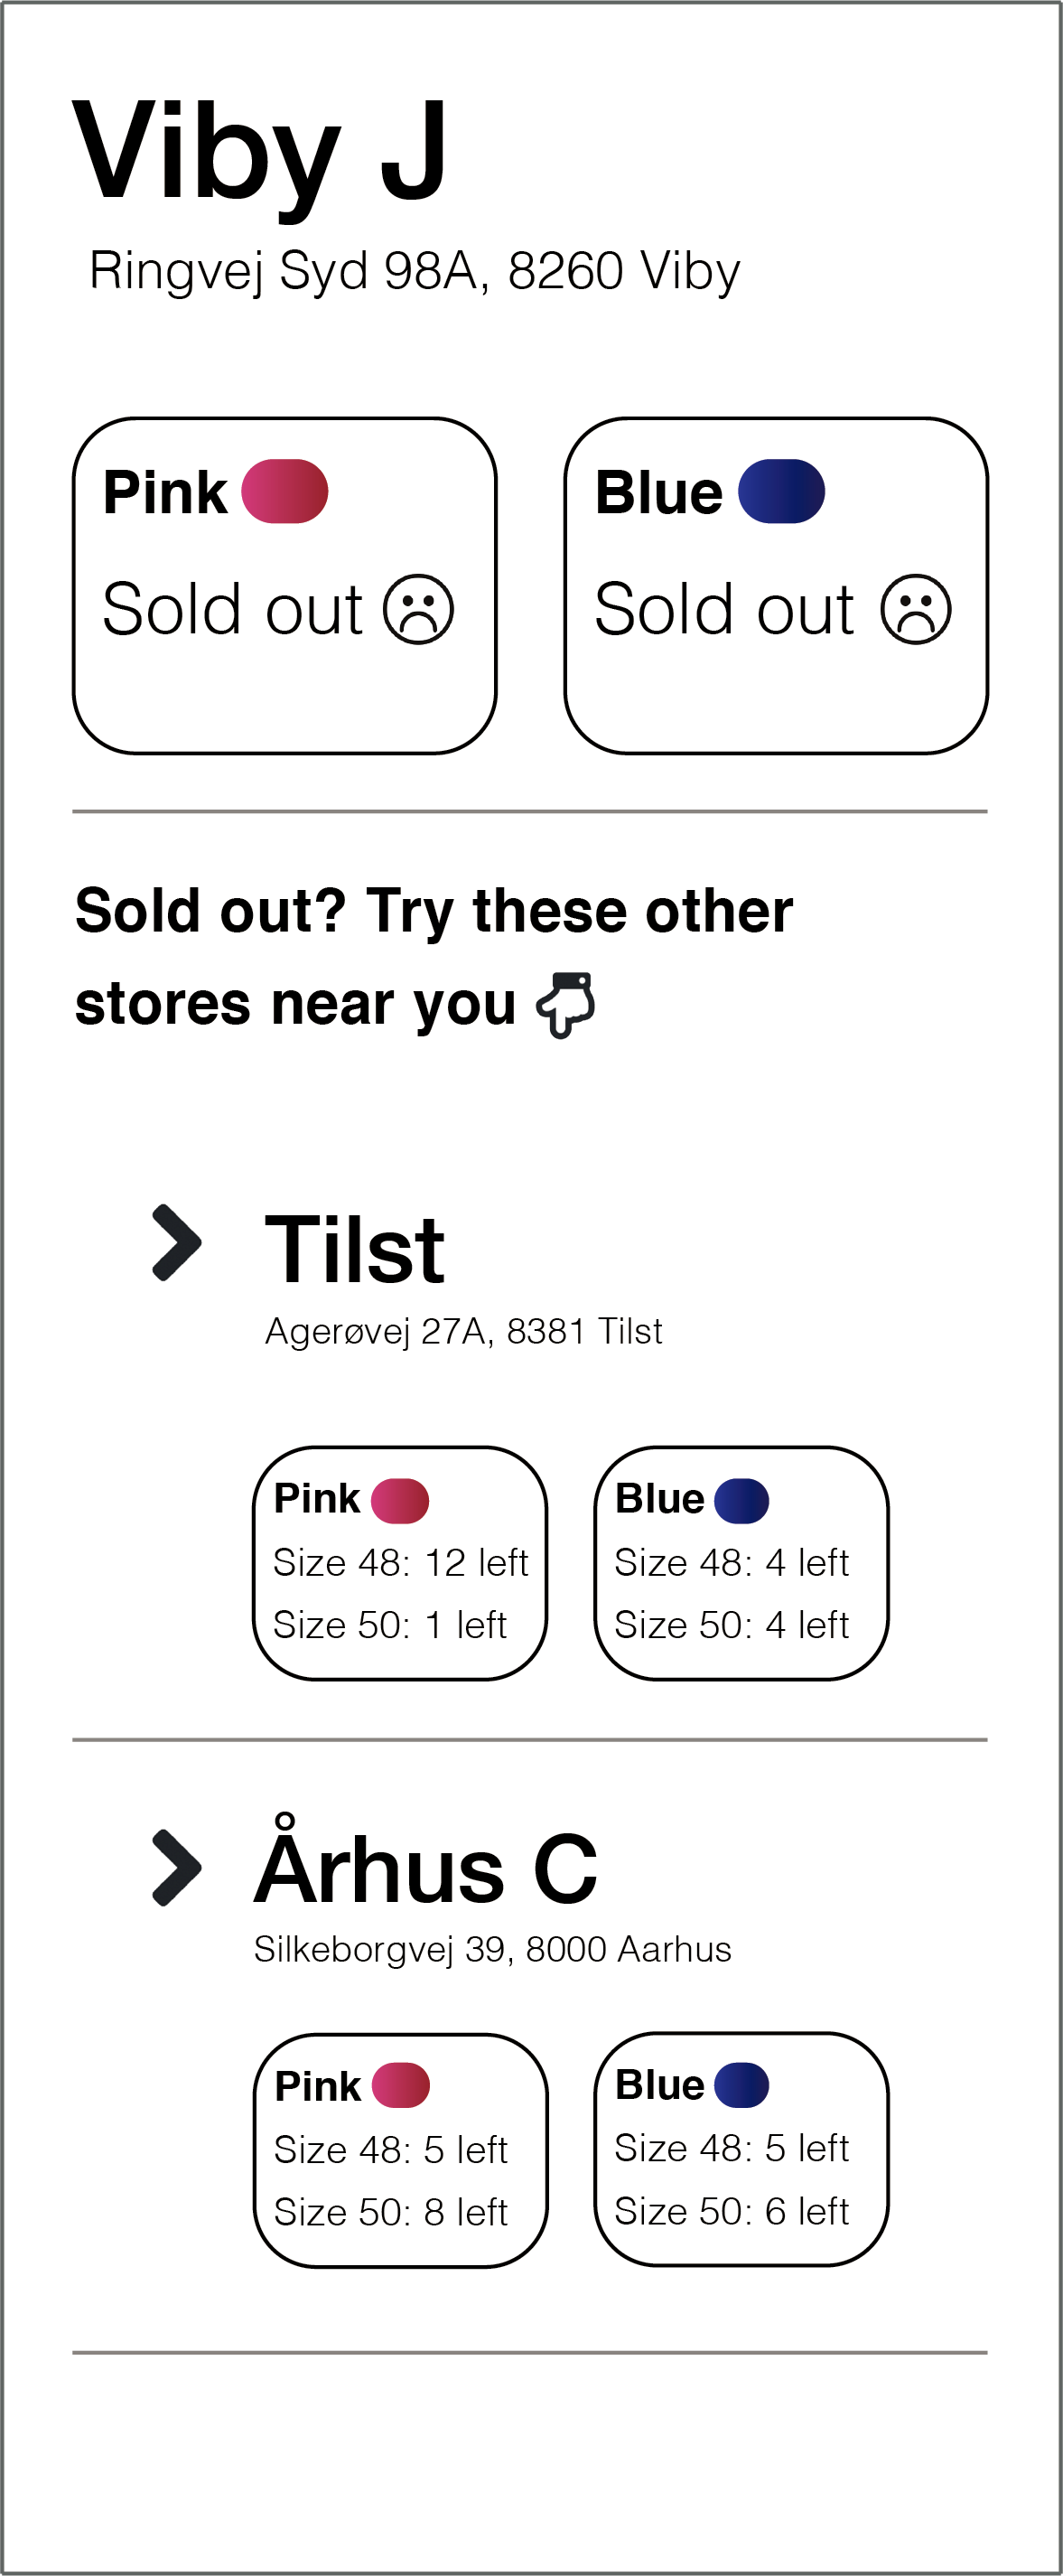 Viby J
Ringvej Syd 98A, 8260 Viby
Pink
Sold out
Blue
Sold out
Sold out? Try these other
stores near you
Tilst
Agerøvej 27A, 8381 Tilst
Pink
Size 48: 12 left
Size 50: 1 left
Blue
Size 48: 4 left
Size 50: 4 left
Århus C
Silkeborgvej 39, 8000 Aarhus
Pink
Size 48: 5 left
Size 50: 8 left
Blue
Size 48: 5 left
Size 50: 6 left